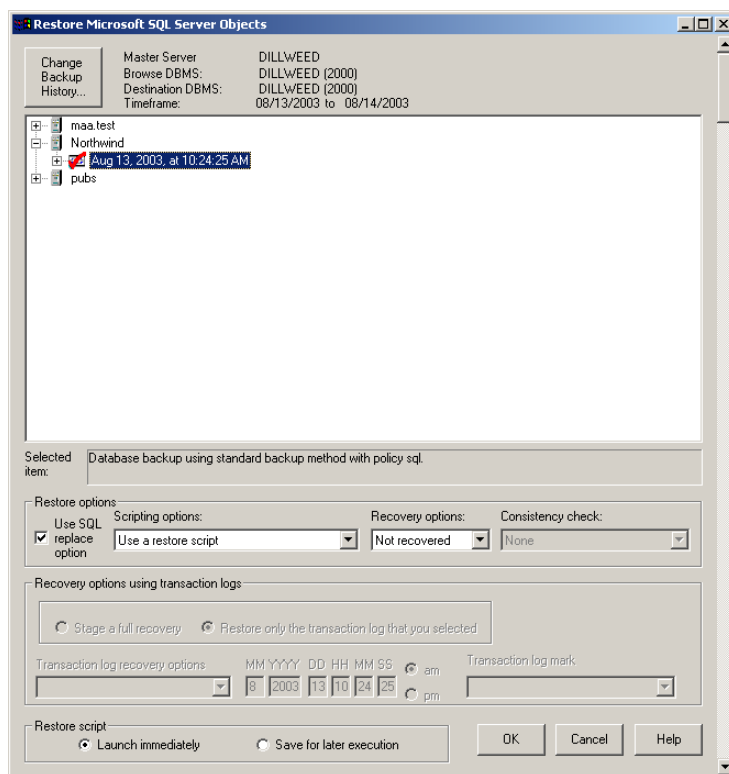 Restore Microsoft SQL Server Objects
Change Backup History...
Master Server DILLWEED
Browse DBMS: DILLWEED (2000)
Destination DBMS: DILLWEED (2000)
Timeframe: 08/13/2003 to 08/14/2003
maa.test
Northwind
Aug 13, 2003, at 10:24:25 AM
pubs
Selected item: Database backup using standard backup method with policy sql.
Restore options
Use SQL replace option
Scripting options: Recovery options: Consistency check:
Use a restore script Not recovered None
Recovery options using transaction logs
Stage a full recovery Restore only the transaction log that you selected
Transaction log recovery options MM YYYY DD HH MM SS am Transaction log mark
8 2003 13 10 24 25 pm
Restore script
Launch immediately Save for later execution
OK Cancel Help